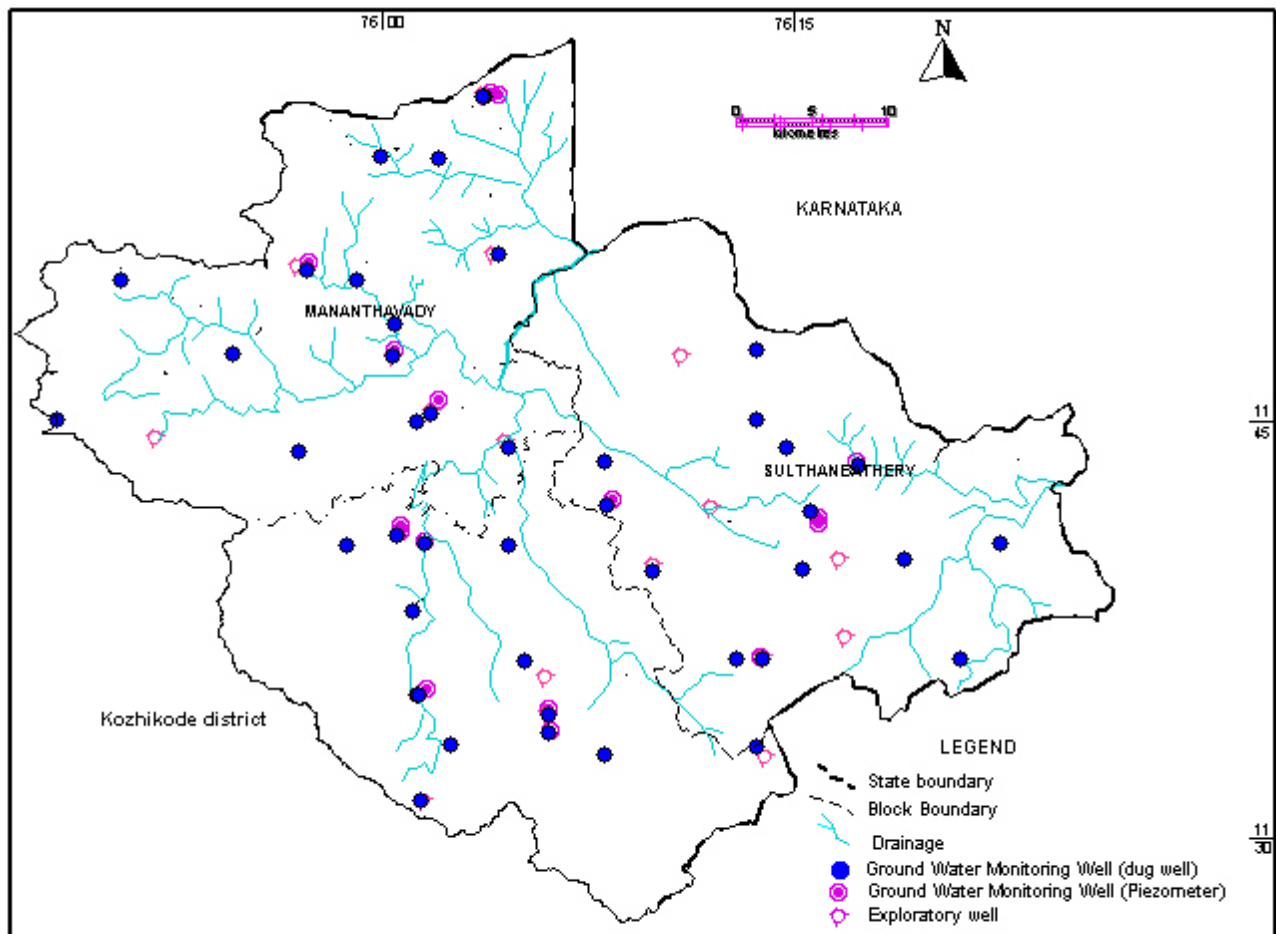 76 00
76 15
N
0 5 10
kilometres
KARNATAKA
MANANTHAVADY
11
45
SULTHANBATHERY
Kozhikode district
LEGEND
State boundary
Block Boundary
Drainage
11
30
Ground Water Monitoring Well (dug well)
Ground Water Monitoring Well (Piezometer)
Exploratory well